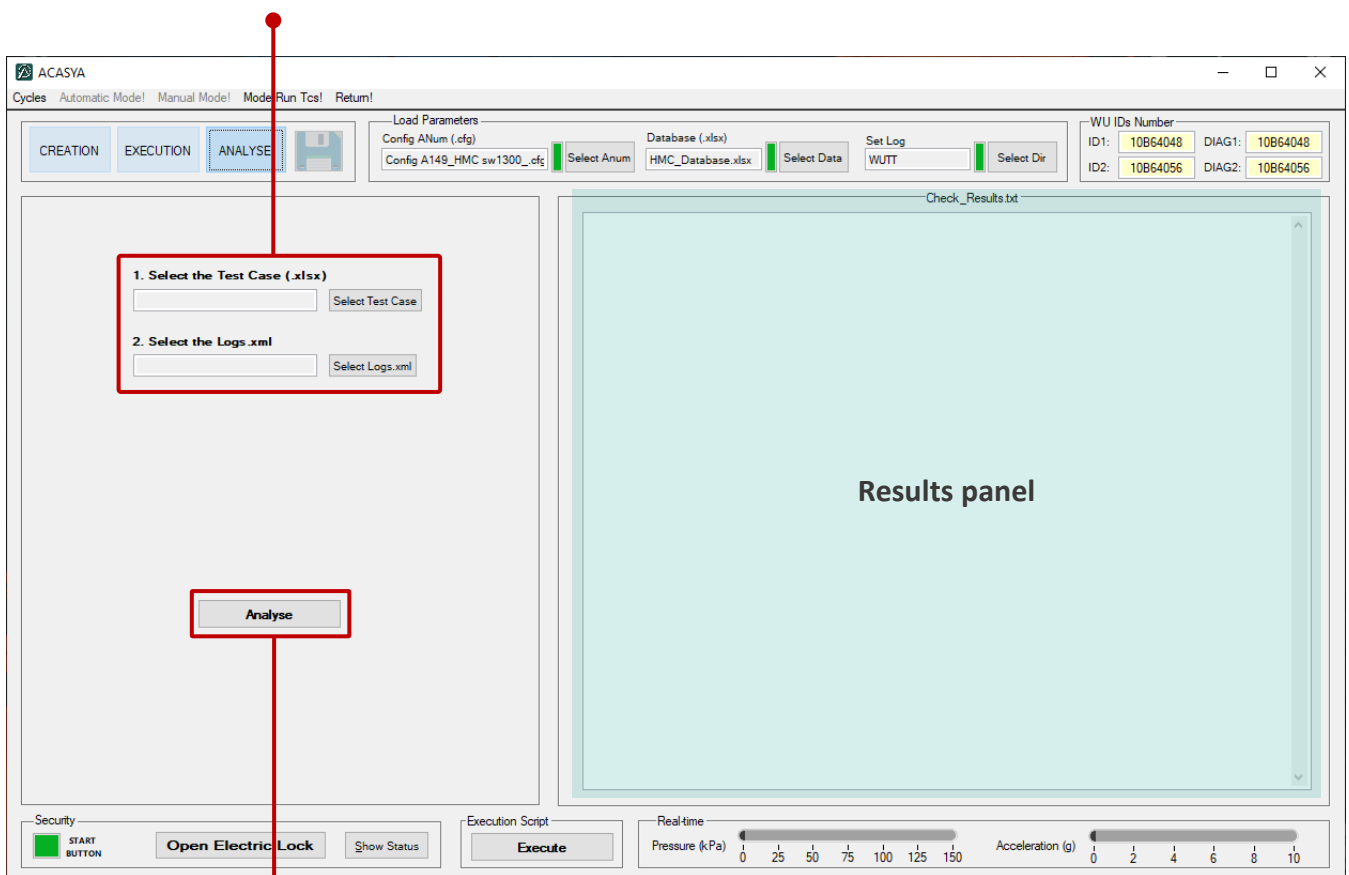 ACASYA
Cycles Automatic Mode! Manual Mode! Mode Run Tcs! Return!
CREATION EXECUTION ANALYSE
Load Parameters
Config ANum (.cfg)
Config A149_HMC sw1300_.cfg Select Anum
Database (.xlsx)
HMC_Database.xlsx Select Data
Set Log
WUTT Select Dir
WU IDs Number
ID1: 10B64048 DIAG1: 10B64048
ID2: 10B64056 DIAG2: 10B64056
1. Select the Test Case (.xlsx)
Select Test Case
2. Select the Logs.xml
Select Logs.xml
Analyse
Check_Results.txt
Results panel
Security
START
BUTTON
Open Electric Lock Show Status
Execution Script
Execute
Real-time
Pressure (kPa)
0 25 50 75 100 125 150
Acceleration (g)
0 2 4 6 8 10